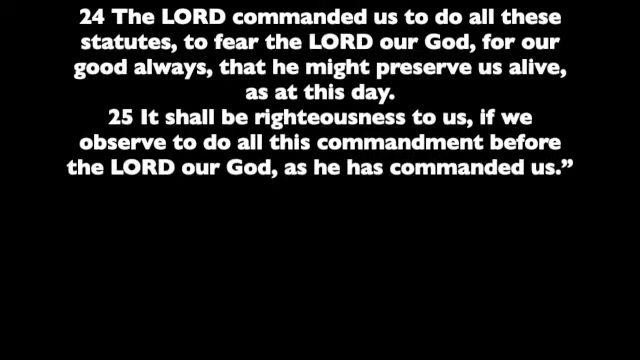 24 The LORD commanded us to do all these
statutes, to fear the LORD our God, for our
good always, that he might preserve us alive,
as at this day.
25 It shall be righteousness to us, if we
observe to do all this commandment before
the LORD our God, as he has commanded us.”